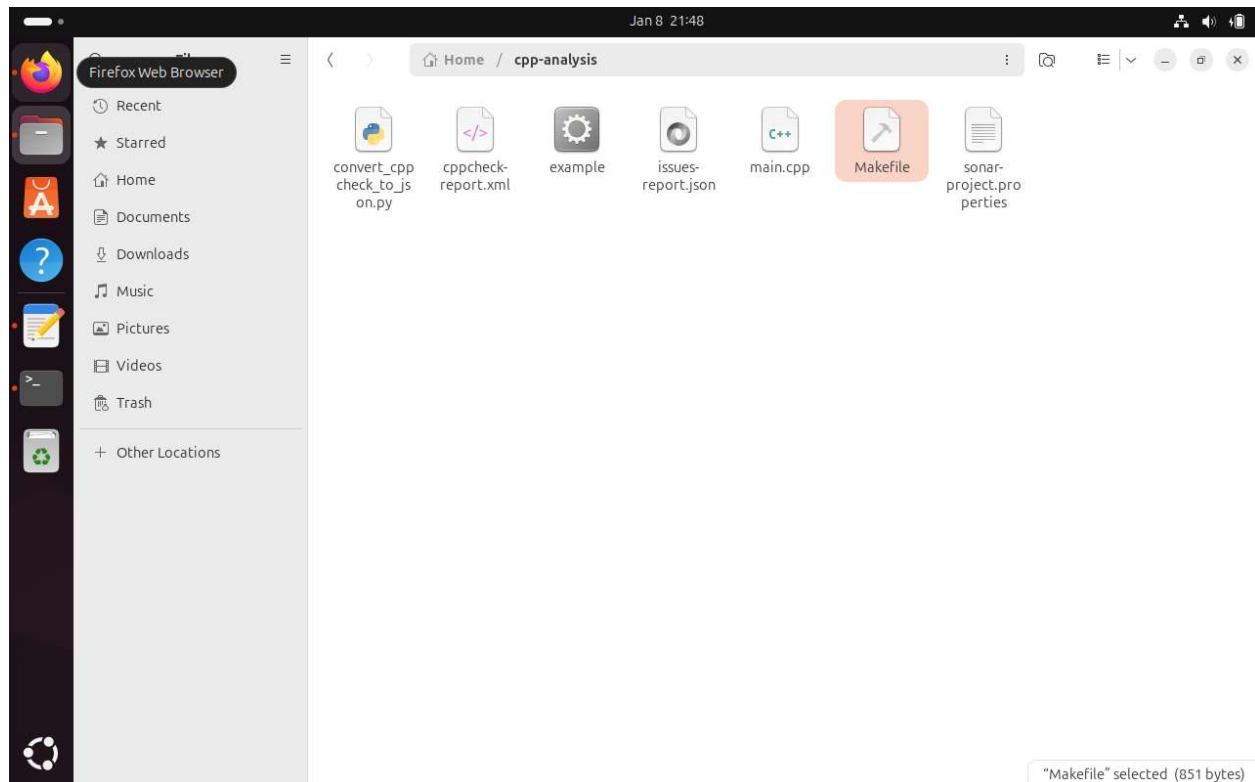 Jan 8 21:48
Firefox Web Browser
Home / cpp-analysis
Recent
Starred
Home
Documents
Downloads
Music
Pictures
Videos
Trash
+ Other Locations
convert_cpp
check_to_js
on.py
cppcheck-
report.xml
</>
example
issues-
report.json
C++
main.cpp
Makefile
sonar-
project.pro
perties
A
?
>_
"Makefile" selected (851 bytes)